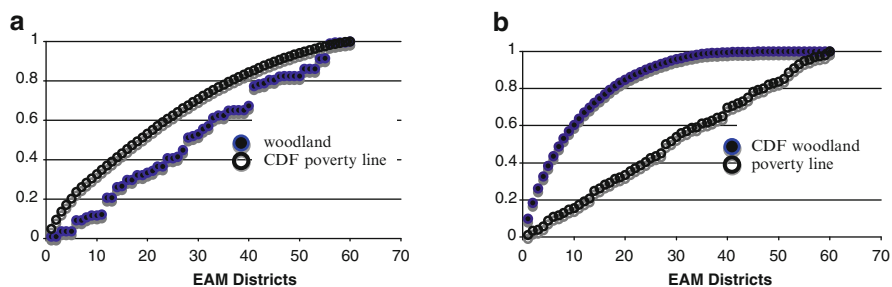 a
1
0.8
0.6
0.4
0.2
0
woodland
CDF poverty line
0 10 20 30 40 50 60 70
EAM Districts
b
1
0.8
0.6
0.4
0.2
0
CDF woodland
poverty line
0 10 20 30 40 50 60 70
EAM Districts